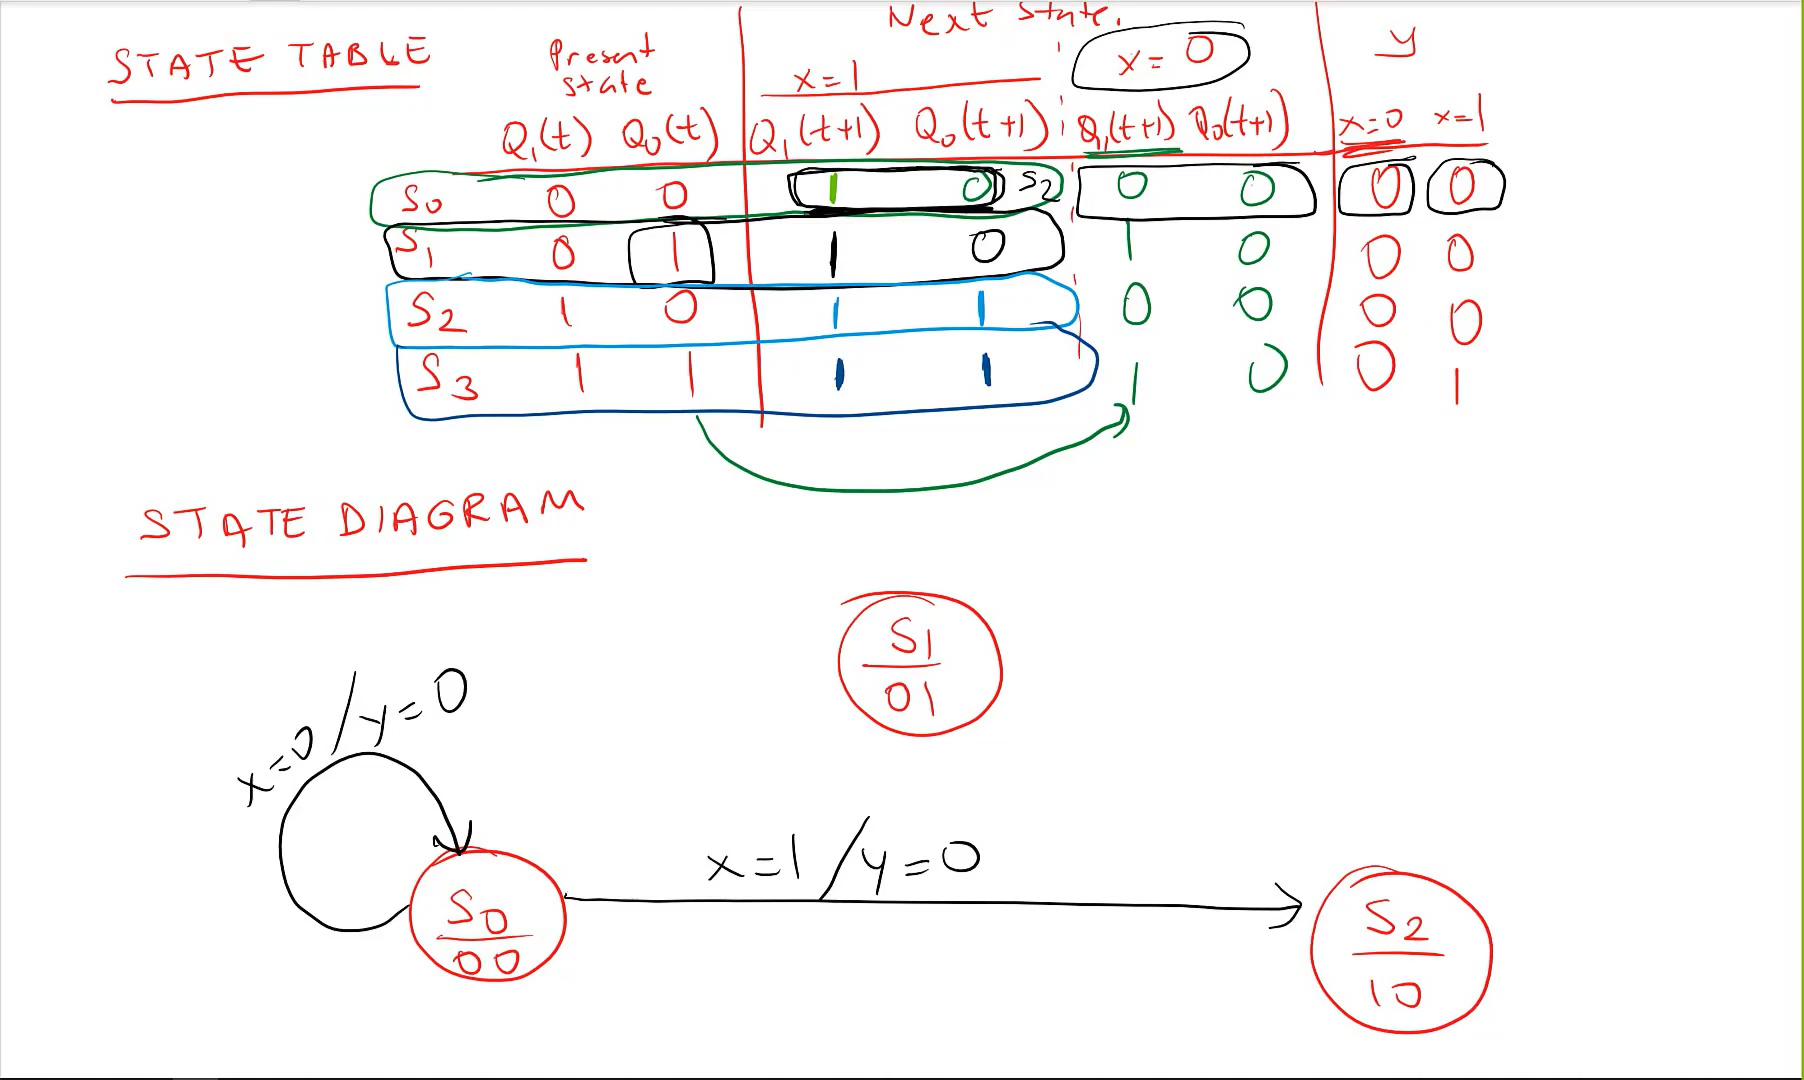 Next State.
STATE TABLE
Present
state
x=1
x=0
y
Q₁(t) Q₀(t) Q₁(t+1) Q₀(t+1) Q₁(t+1) Q₀(t+1) x=0 x=1
S₀ 0 0 1 0 S₂ 0 0 0 0
S₁ 0 1 1 0 1 0 0 0
S₂ 1 0 1 1 0 0 0 0
S₃ 1 1 1 1 1 0 0 1
STATE DIAGRAM
S₁
01
x=0/y=0
x=1/y=0
S₀
00
S₂
10